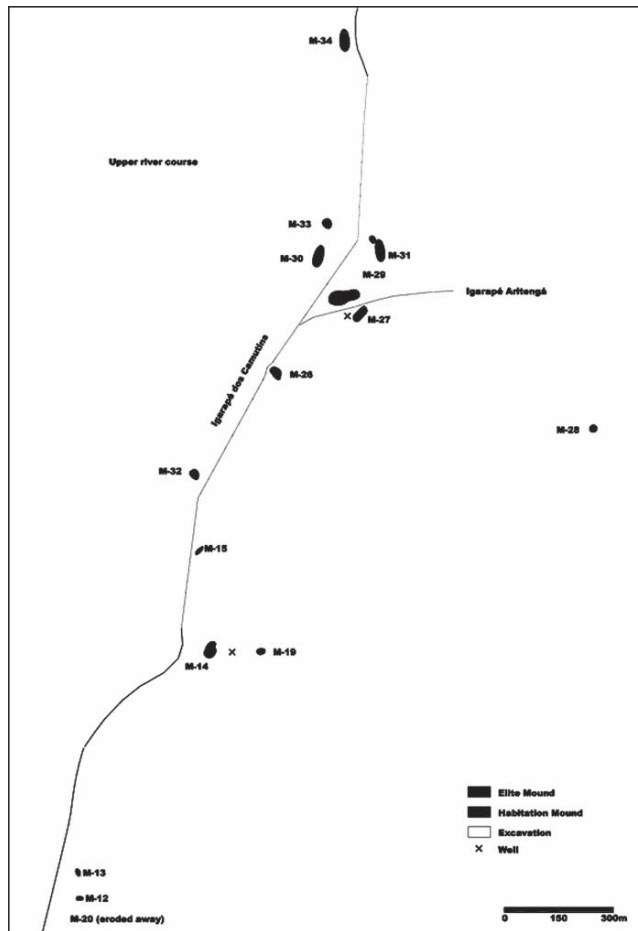 M-34
Upper river course
M-33
M-30
M-31
M-29
Igarapé Aritengá
M-27
Igarapé dos Camutins
M-26
M-28
M-32
M-15
M-14
M-19
Elite Mound
Habitation Mound
Excavation
Well
M-13
M-12
M-20 (eroded away)
0 150 300m